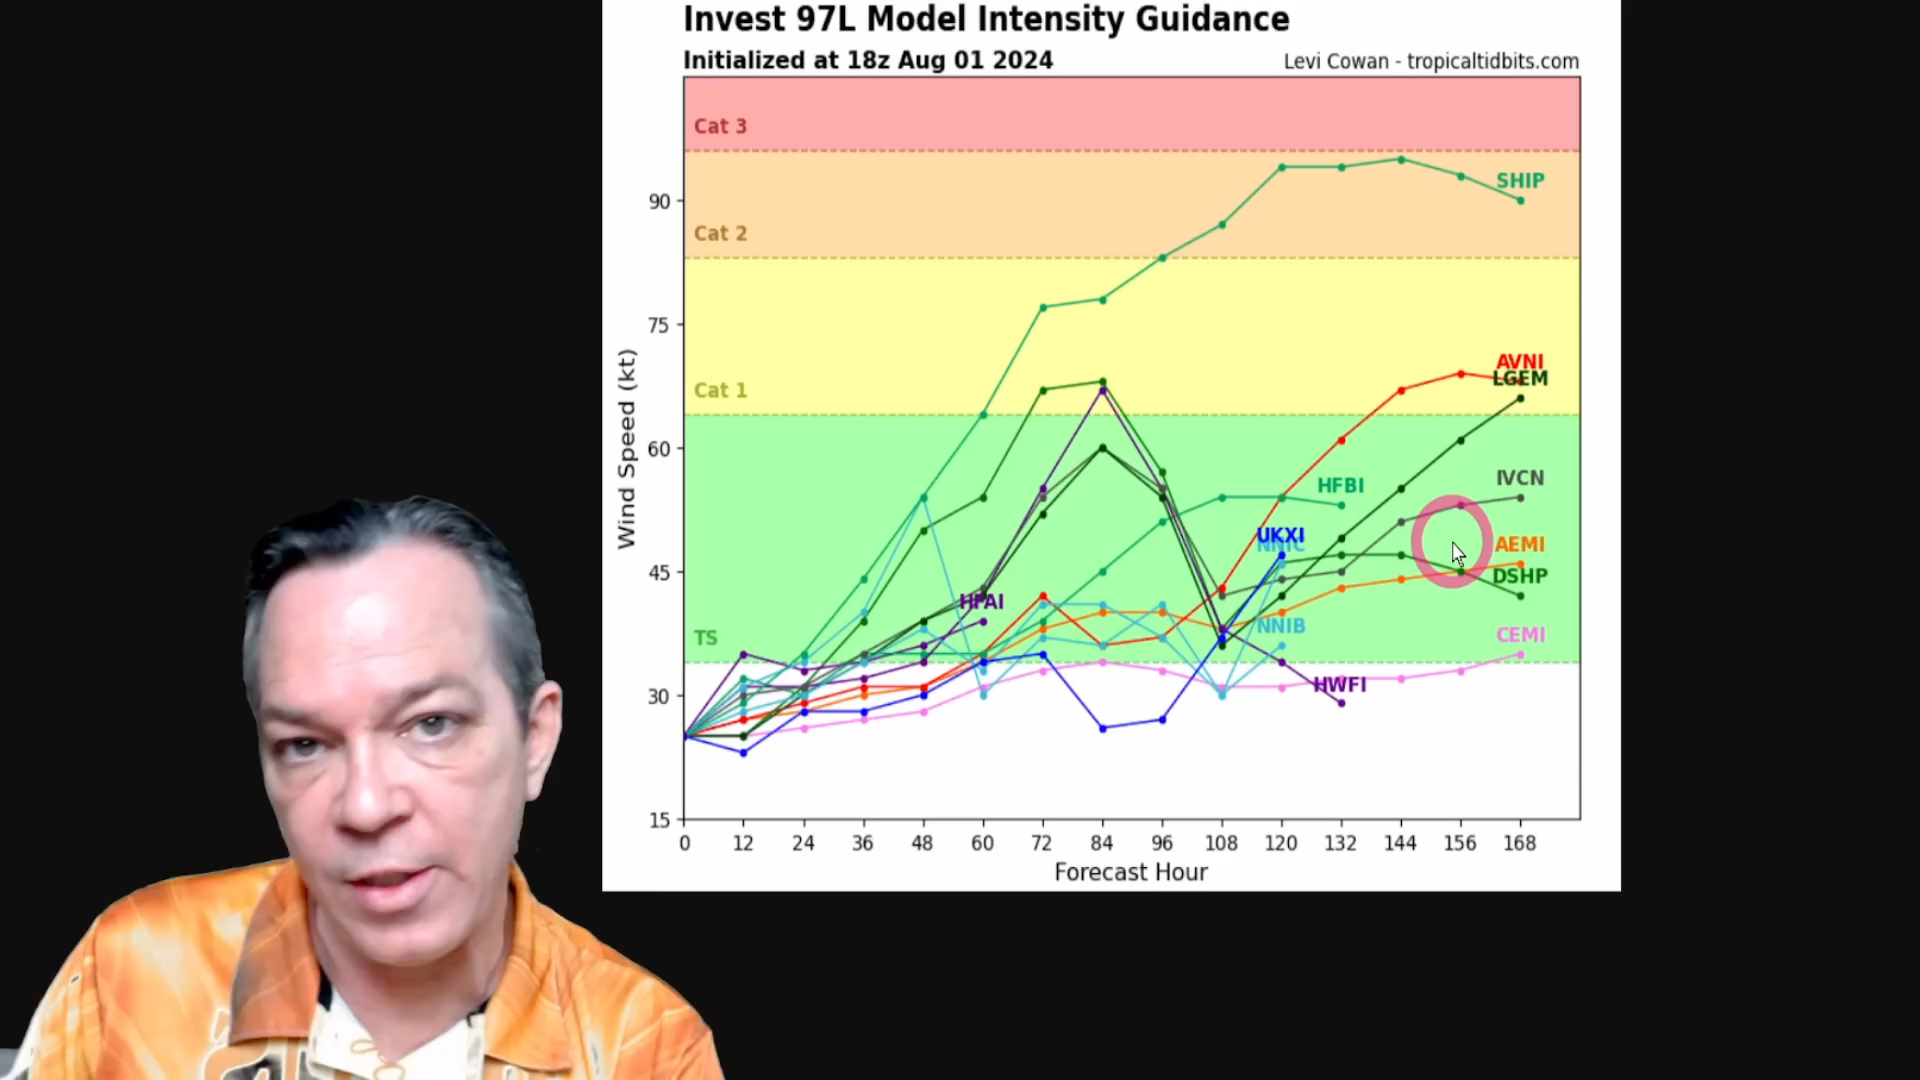 Invest 97L Model Intensity Guidance
Initialized at 18z Aug 01 2024
Levi Cowan - tropicaltidbits.com
Cat 3
SHIP
90
Cat 2
75
AVNI
LGEM
Cat 1
60
IVCN
HFBI
UKXI
NNIC
AEMI
45
DSHP
HFAI
NNIB
TS
CEMI
HWFI
30
15
0 12 24 36 48 60 72 84 96 108 120 132 144 156 168
Forecast Hour
Wind Speed (kt)